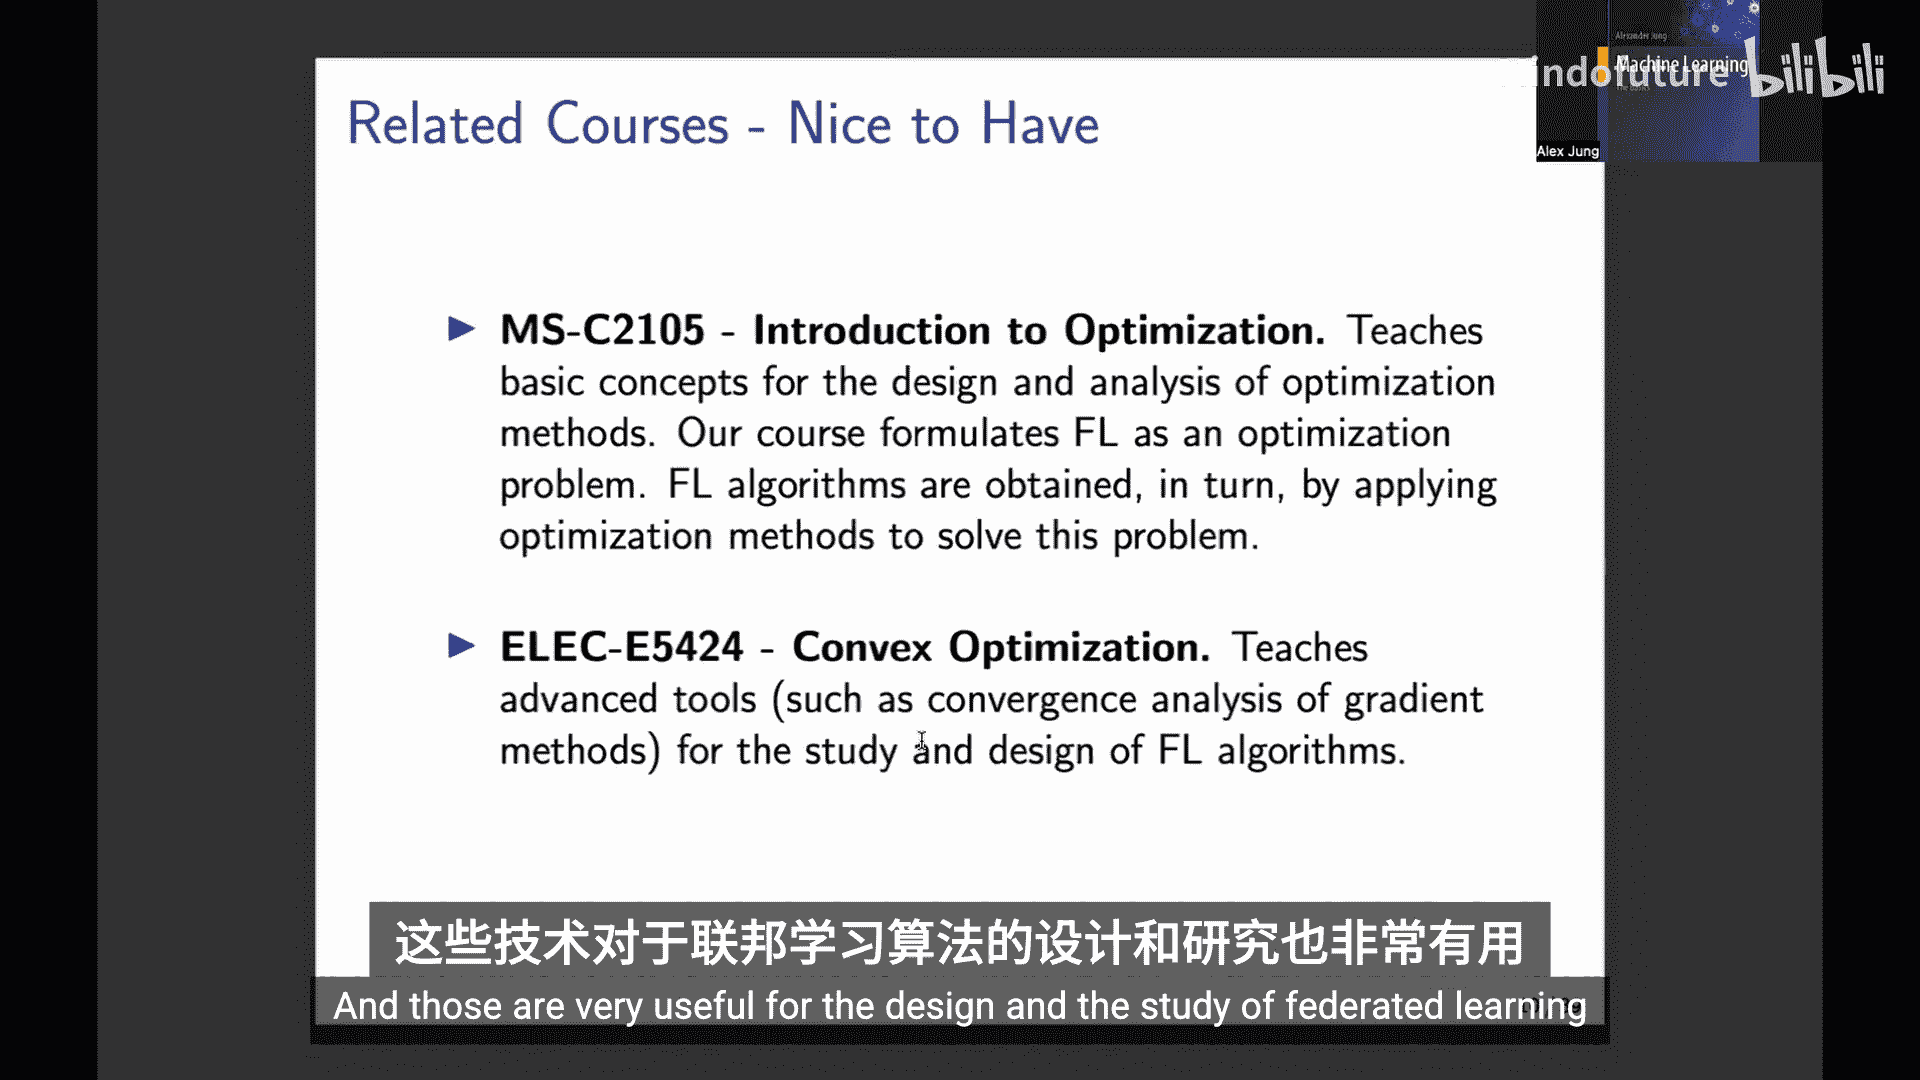 Related Courses - Nice to Have
Alexander Jung
Machine Learning
indofuture
bilibili
Alex Jung
MS-C2105 - Introduction to Optimization. Teaches
basic concepts for the design and analysis of optimization
methods. Our course formulates FL as an optimization
problem. FL algorithms are obtained, in turn, by applying
optimization methods to solve this problem.
ELEC-E5424 - Convex Optimization. Teaches
advanced tools (such as convergence analysis of gradient
methods) for the study and design of FL algorithms.
这些技术对于联邦学习算法的设计和研究也非常有用
And those are very useful for the design and the study of federated learning